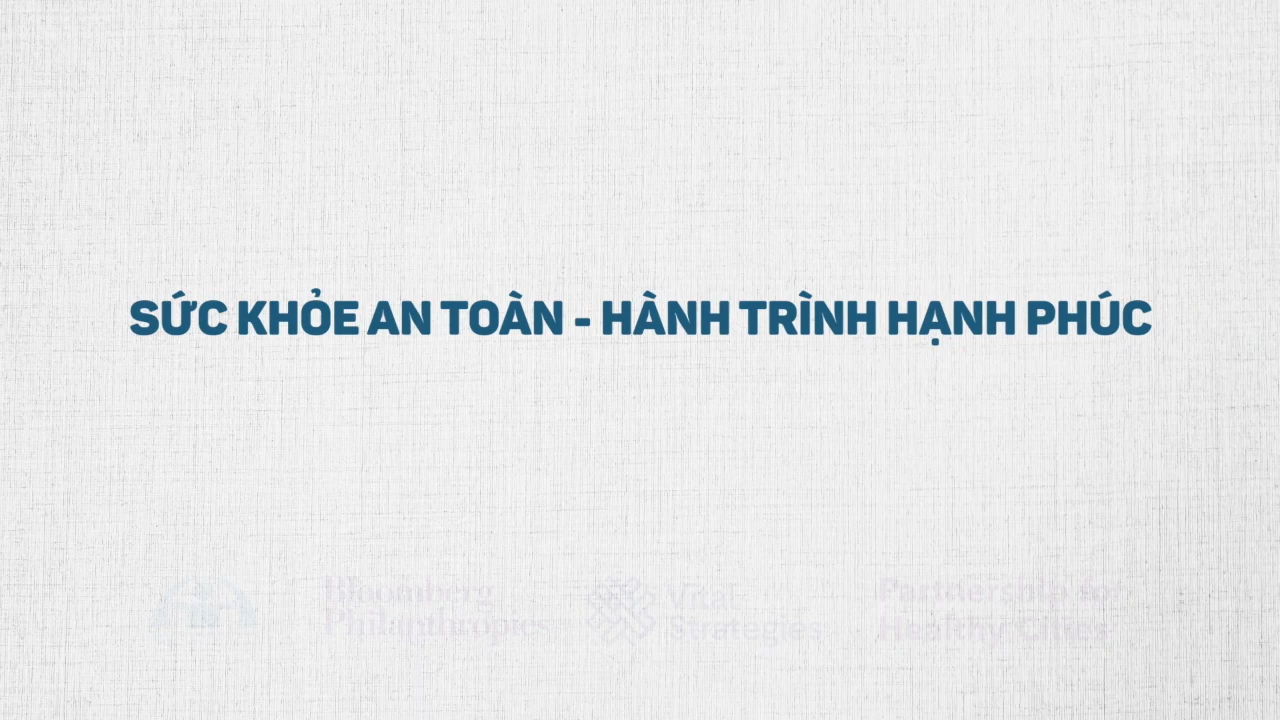 SỨC KHỎE AN TOÀN - HÀNH TRÌNH HẠNH PHÚC
Bloomberg
Philanthropies
Vital
Strategies
Partnership for
Healthy Cities